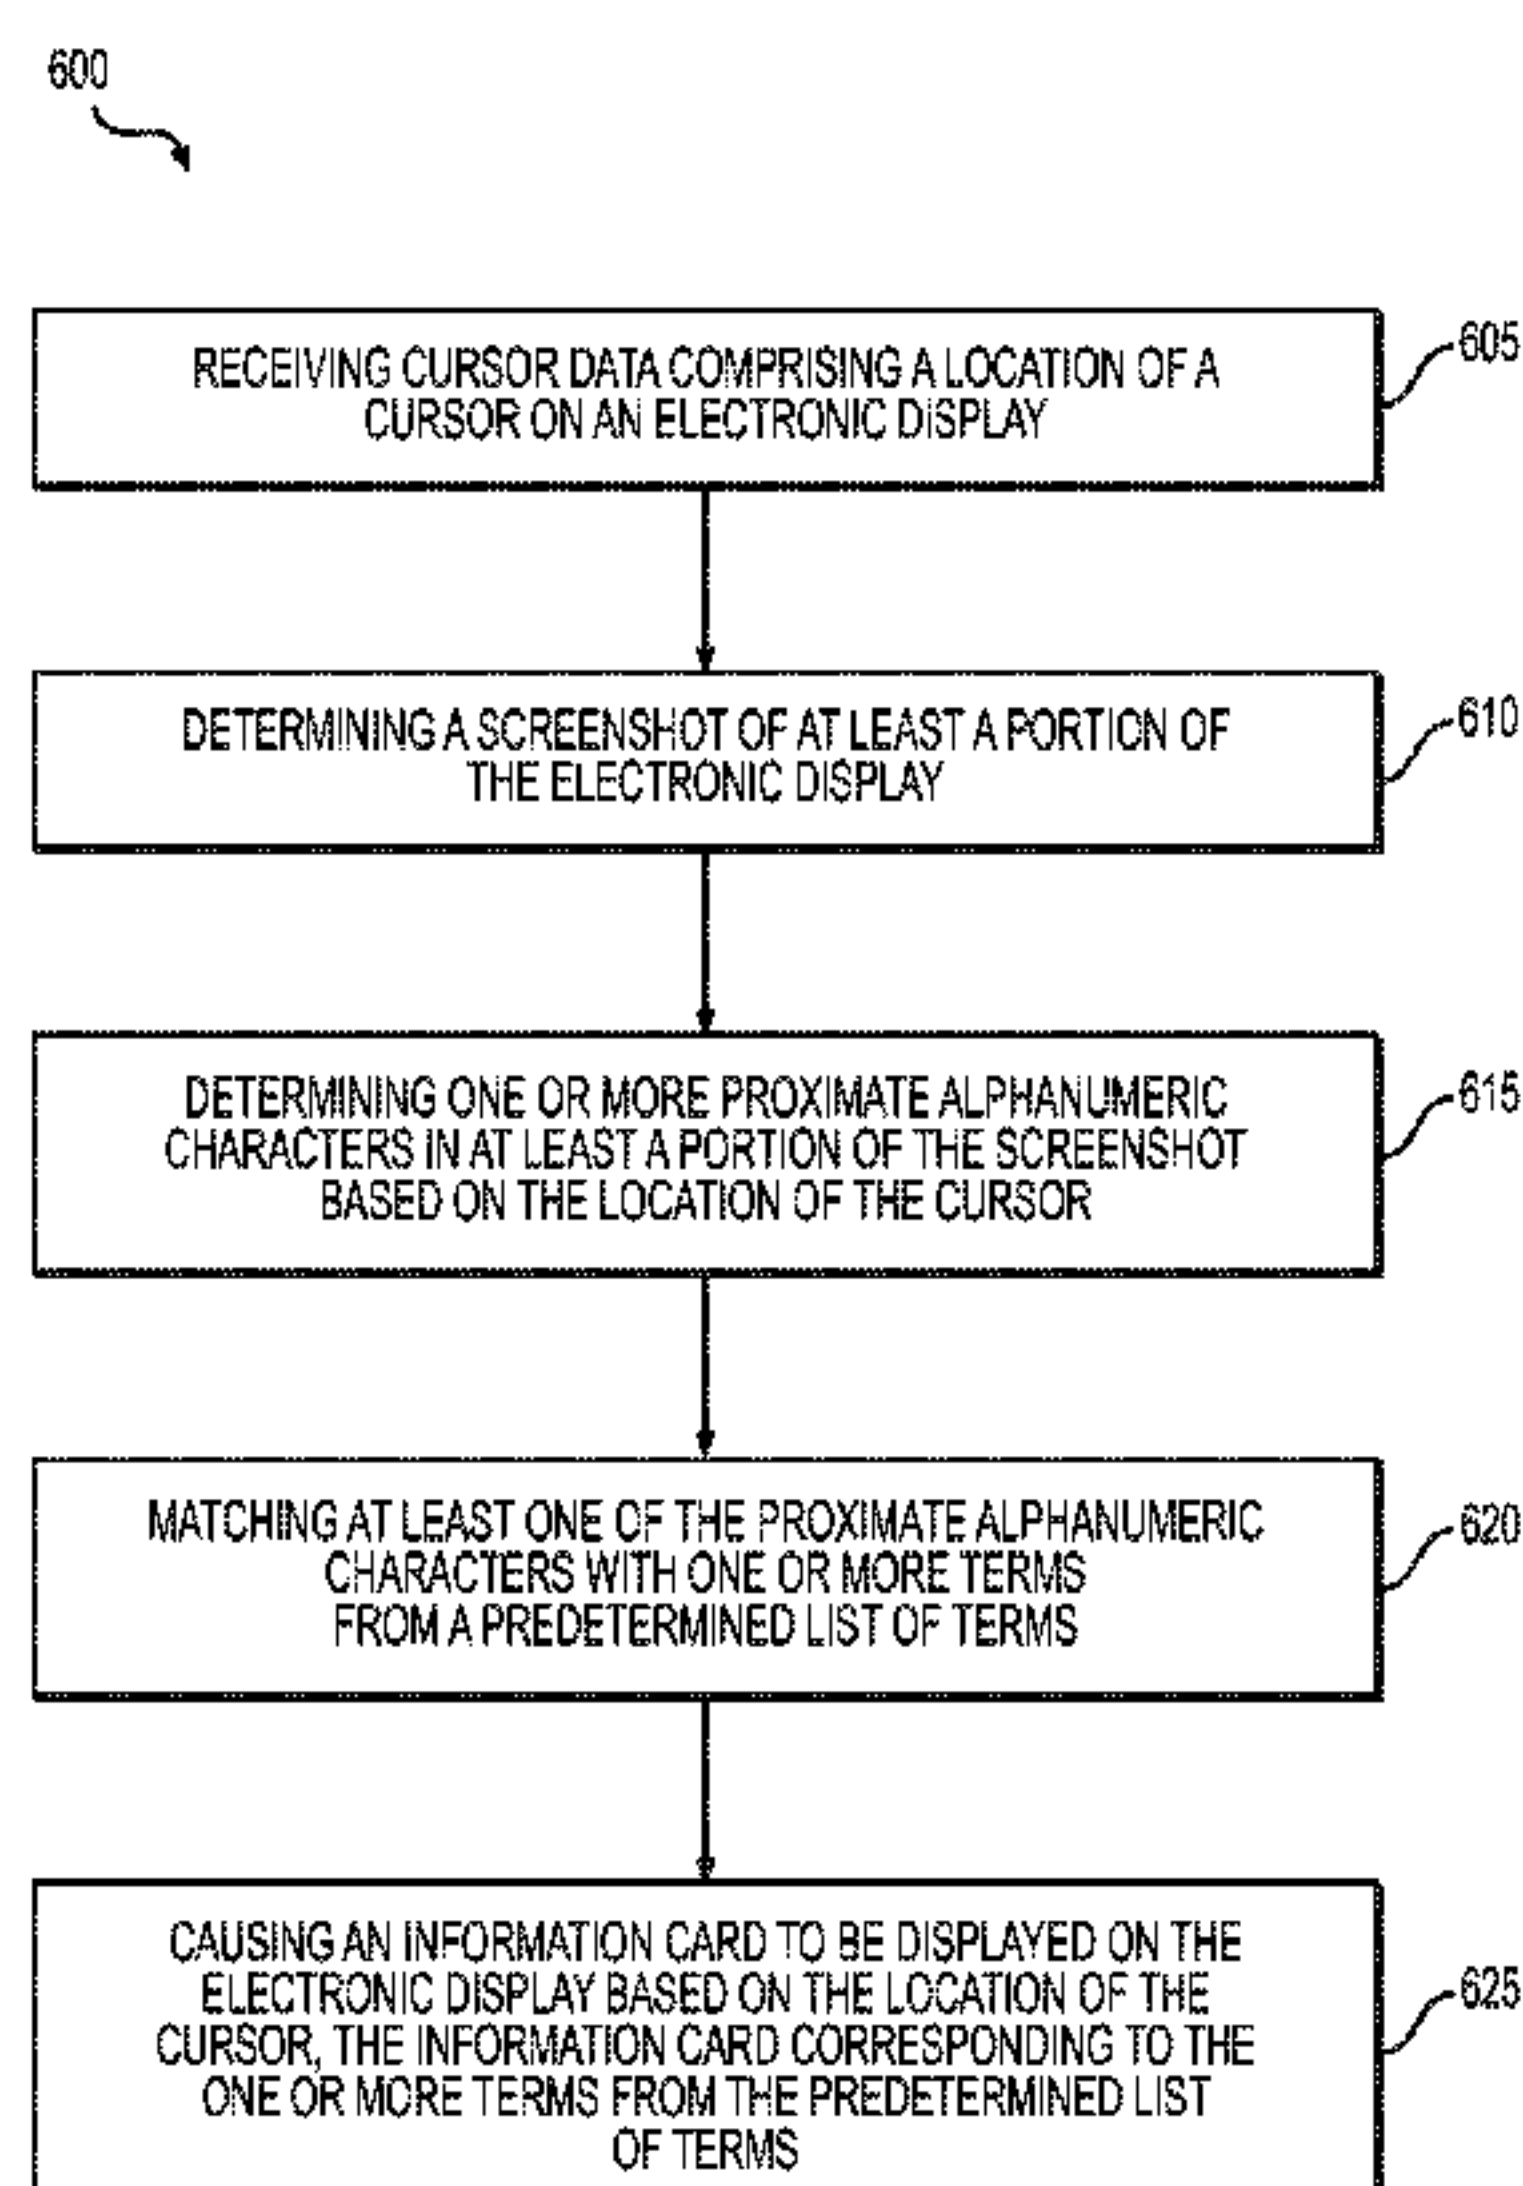 600
RECEIVING CURSOR DATA COMPRISING A LOCATION OF A
CURSOR ON AN ELECTRONIC DISPLAY
605
DETERMINING A SCREENSHOT OF AT LEAST A PORTION OF
THE ELECTRONIC DISPLAY
610
DETERMINING ONE OR MORE PROXIMATE ALPHANUMERIC
CHARACTERS IN AT LEAST A PORTION OF THE SCREENSHOT
BASED ON THE LOCATION OF THE CURSOR
615
MATCHING AT LEAST ONE OF THE PROXIMATE ALPHANUMERIC
CHARACTERS WITH ONE OR MORE TERMS
FROM A PREDETERMINED LIST OF TERMS
620
CAUSING AN INFORMATION CARD TO BE DISPLAYED ON THE
ELECTRONIC DISPLAY BASED ON THE LOCATION OF THE
CURSOR, THE INFORMATION CARD CORRESPONDING TO THE
ONE OR MORE TERMS FROM THE PREDETERMINED LIST
OF TERMS
625